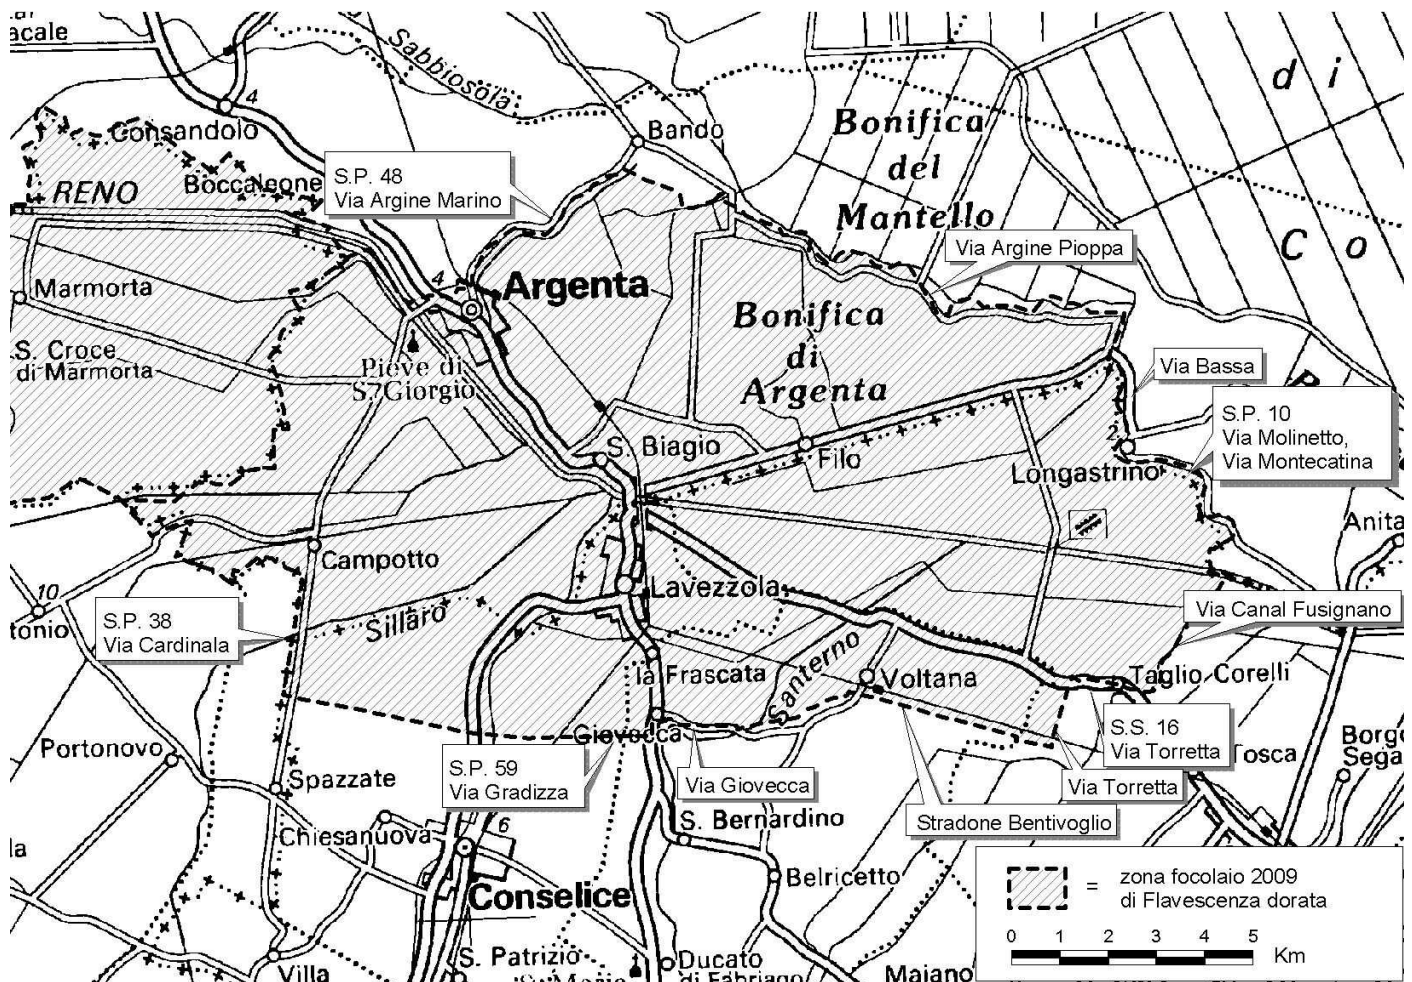 acale
Sabbiosola
d i
4
Consandolo
Bando
Bonifica
del
Mantello
C o
S.P. 48
Via Argine Marino
RENO
Boccaleone
Via Argine Pioppa
4
Argenta
Marmorta
Bonifica
di
Argenta
S. Croce
di Marmorta
Pieve di
S. Giorgio
Via Bassa
S.P. 10
Via Molinetto,
Via Montecatina
2
S. Biagio
Filo
Longastrino
Anita
Campotto
10
tonio
Lavezzola
S.P. 38
Via Cardinala
Sillaro
Via Canal Fusignano
Santerno
la Frascata
Voltana
Taglio Corelli
S.S. 16
Via Torretta
Giovecca
Portonovo
Tosca
Borgo
Sega
S.P. 59
Via Gradizza
Via Giovecca
Via Torretta
Spazzate
Stradone Bentivoglio
Chiesanuova
6
S. Bernardino
la
Belricetto
Conselice
zona focolaio 2009
=
di Flavescenza dorata
0 1 2 3 4 5
Km
S. Patrizio
Villa
Ducato
di Fabriago
Maiano